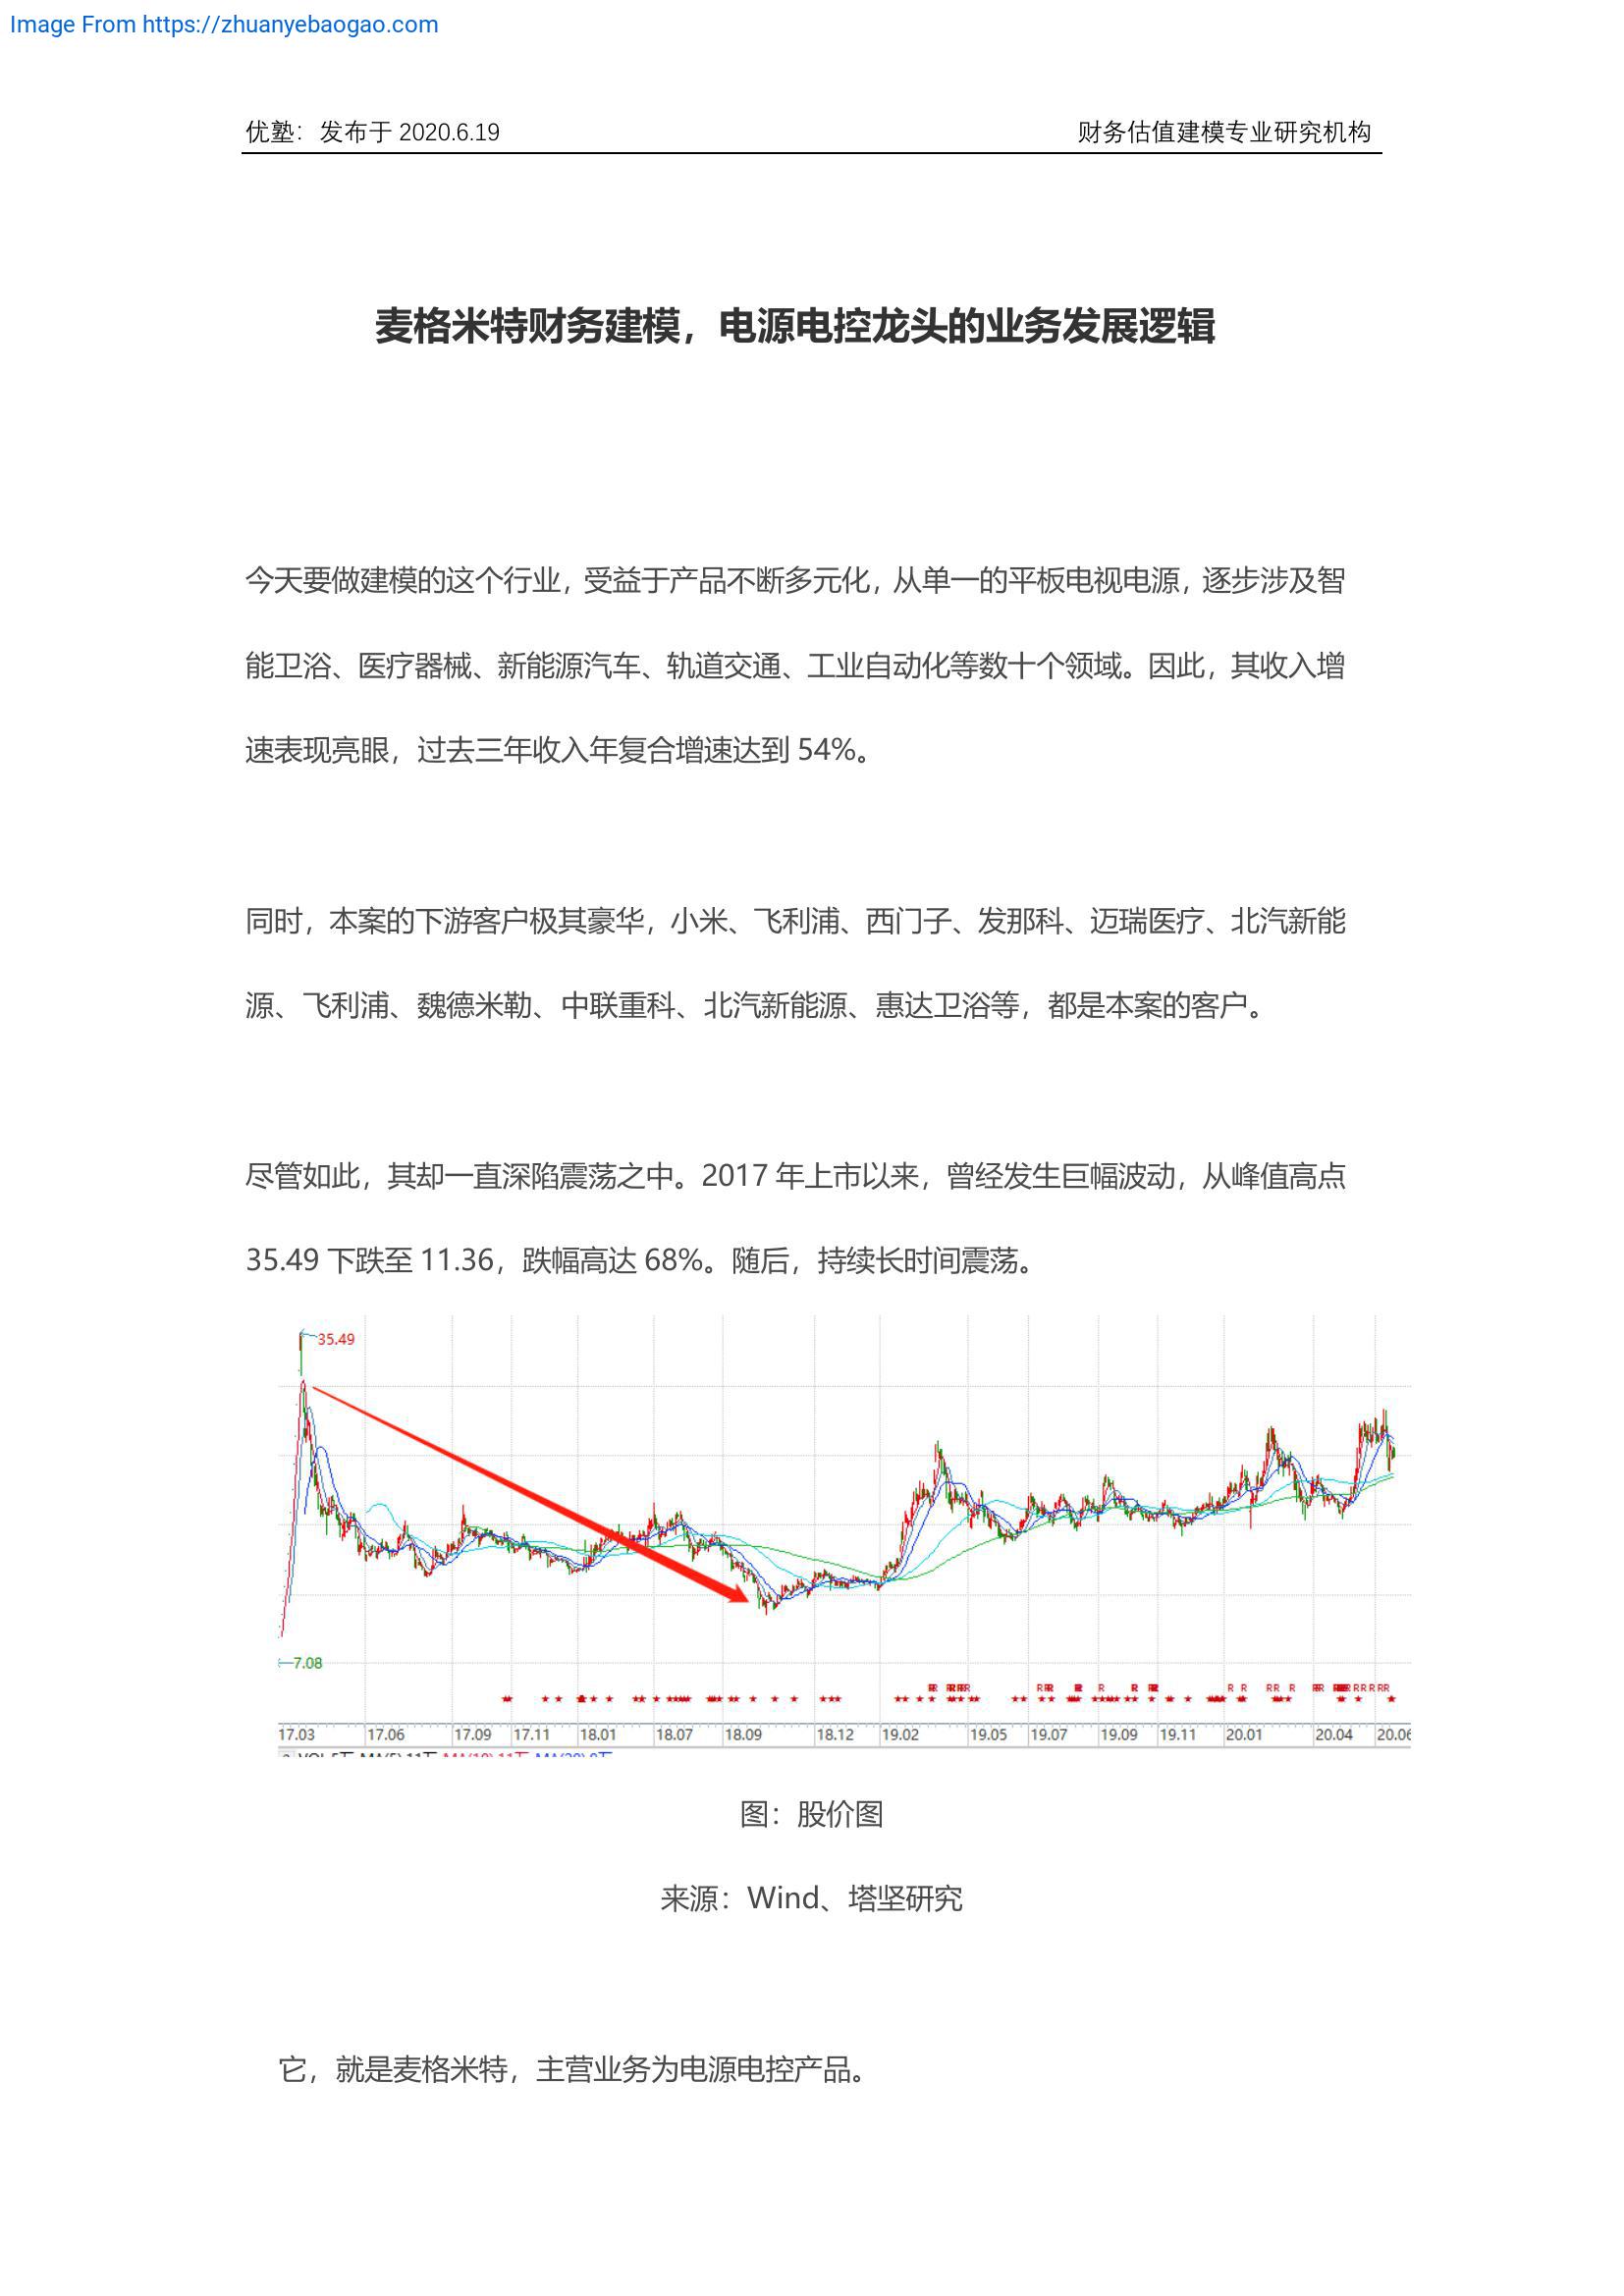 Image From https://zhuanyebaogao.com
优塾：发布于 2020.6.19 财务估值建模专业研究机构
麦格米特财务建模，电源电控龙头的业务发展逻辑
今天要做建模的这个行业，受益于产品不断多元化，从单一的平板电视电源，逐步涉及智
能卫浴、医疗器械、新能源汽车、轨道交通、工业自动化等数十个领域。因此，其收入增
速表现亮眼，过去三年收入年复合增速达到 54%。
同时，本案的下游客户极其豪华，小米、飞利浦、西门子、发那科、迈瑞医疗、北汽新能
源、飞利浦、魏德米勒、中联重科、北汽新能源、惠达卫浴等，都是本案的客户。
尽管如此，其却一直深陷震荡之中。2017 年上市以来，曾经发生巨幅波动，从峰值高点
35.49 下跌至 11.36，跌幅高达 68%。随后，持续长时间震荡。
35.49
7.08
17.03 17.06 17.09 17.11 18.01 18.07 18.09 18.12 19.02 19.05 19.07 19.09 19.11 20.01 20.04 20.06
图：股价图
来源：Wind、塔坚研究
它，就是麦格米特，主营业务为电源电控产品。